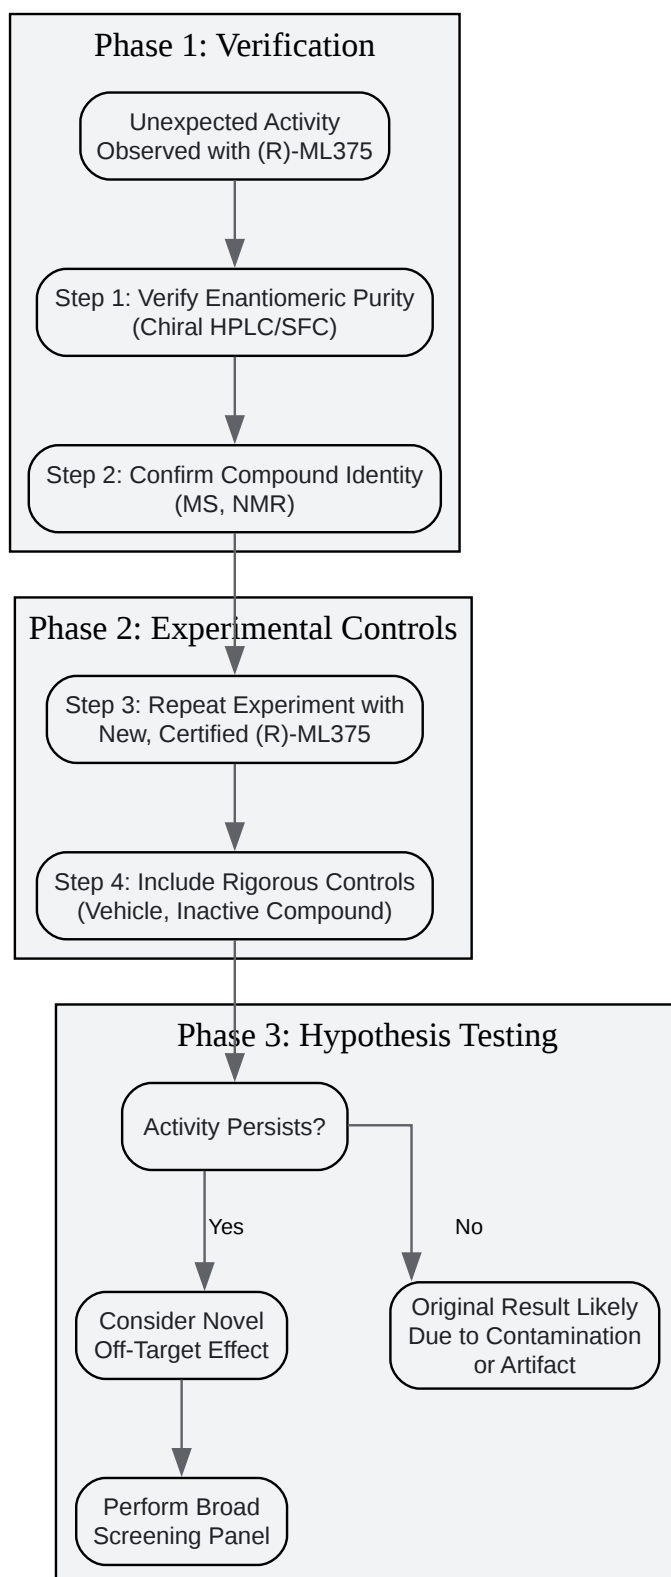 Phase 1: Verification
Unexpected Activity
Observed with (R)-ML375
Step 1: Verify Enantiomeric Purity
(Chiral HPLC/SFC)
Step 2: Confirm Compound Identity
(MS, NMR)
Phase 2: Experimental Controls
Step 3: Repeat Experiment with
New, Certified (R)-ML375
Step 4: Include Rigorous Controls
(Vehicle, Inactive Compound)
Phase 3: Hypothesis Testing
Activity Persists?
Yes
No
Consider Novel
Off-Target Effect
Original Result Likely
Due to Contamination
or Artifact
Perform Broad
Screening Panel